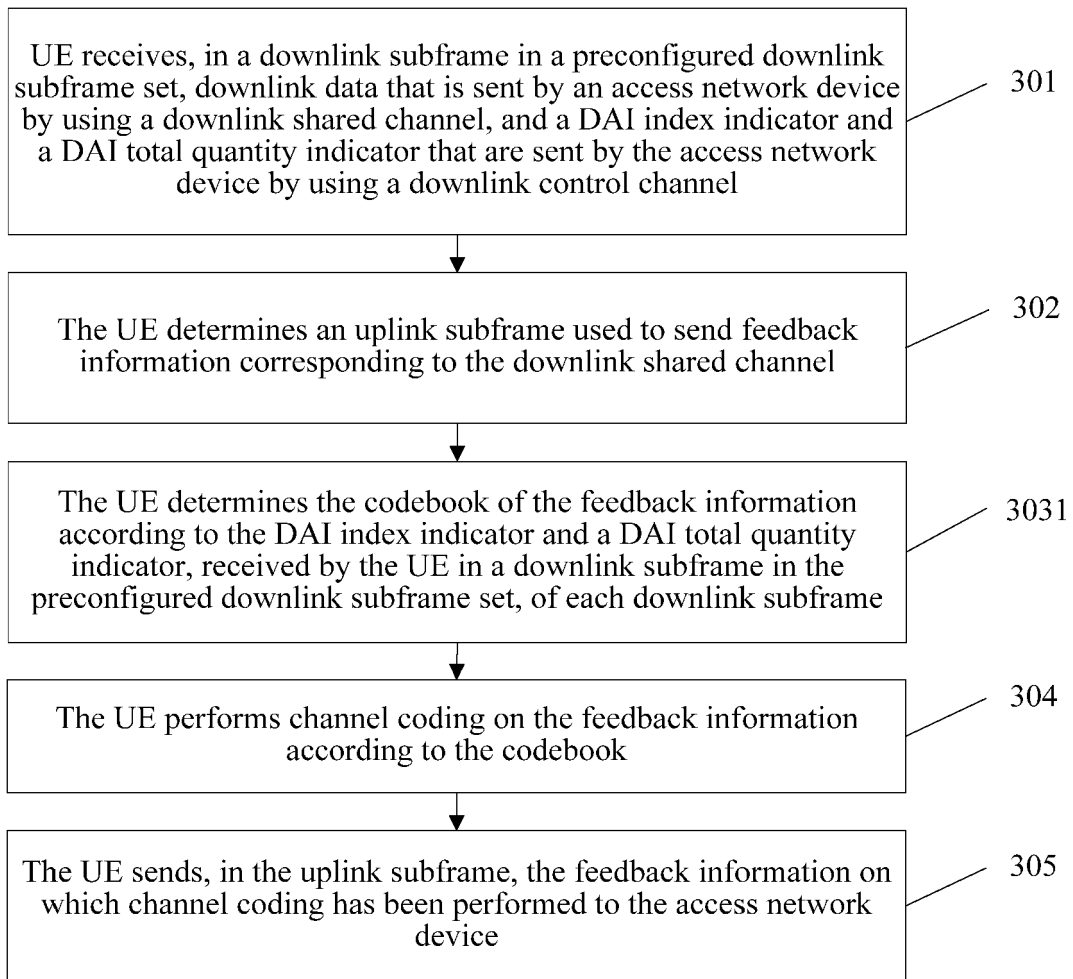 UE receives, in a downlink subframe in a preconfigured downlink
subframe set, downlink data that is sent by an access network device
by using a downlink shared channel, and a DAI index indicator and
a DAI total quantity indicator that are sent by the access network
device by using a downlink control channel
301
The UE determines an uplink subframe used to send feedback
information corresponding to the downlink shared channel
302
The UE determines the codebook of the feedback information
according to the DAI index indicator and a DAI total quantity
indicator, received by the UE in a downlink subframe in the
preconfigured downlink subframe set, of each downlink subframe
3031
The UE performs channel coding on the feedback information
according to the codebook
304
The UE sends, in the uplink subframe, the feedback information on
which channel coding has been performed to the access network
device
305